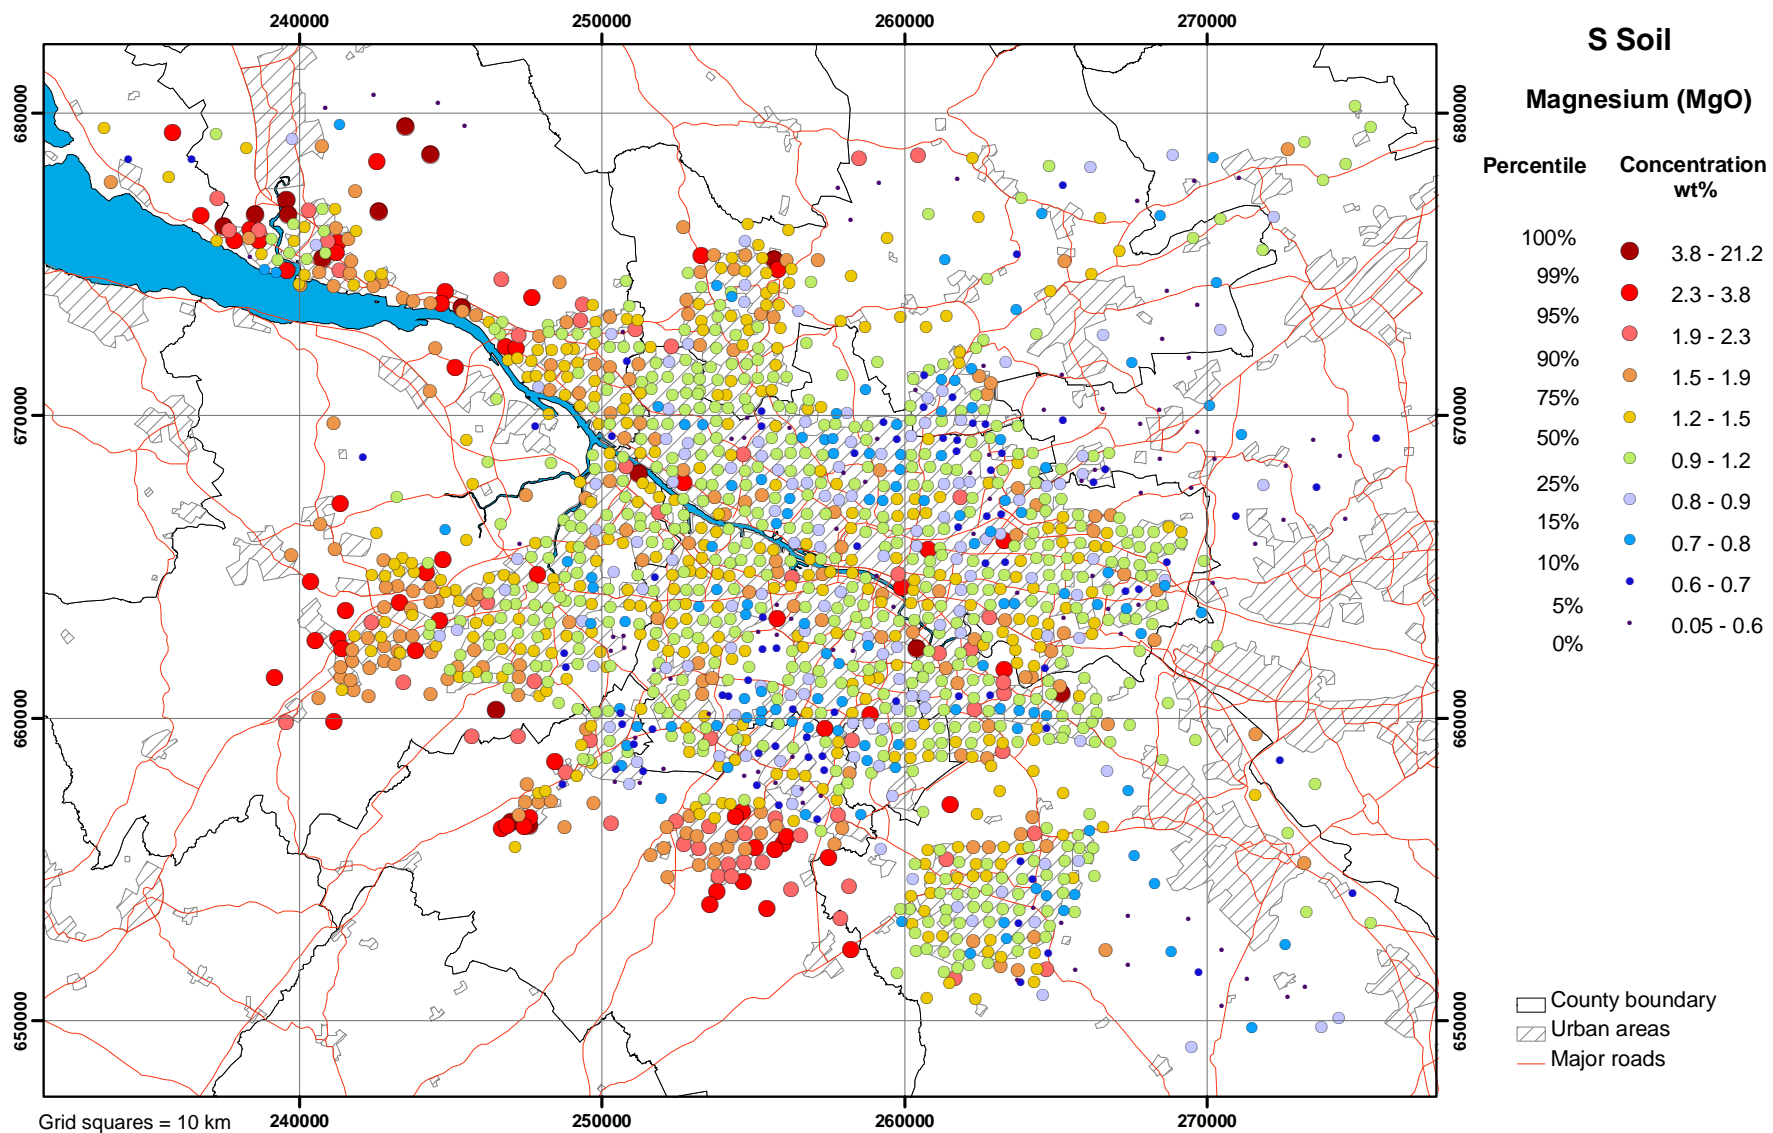 240000 250000 260000 270000
S Soil
Magnesium (MgO)
Percentile Concentration
wt%
100%
3.8 - 21.2
99%
2.3 - 3.8
95%
1.9 - 2.3
90%
1.5 - 1.9
75%
1.2 - 1.5
50%
0.9 - 1.2
25%
0.8 - 0.9
15%
0.7 - 0.8
10%
0.6 - 0.7
5%
0.05 - 0.6
0%
680000 680000
670000 670000
660000 660000
650000 650000
County boundary
Urban areas
Major roads
240000 250000 260000 270000
Grid squares = 10 km